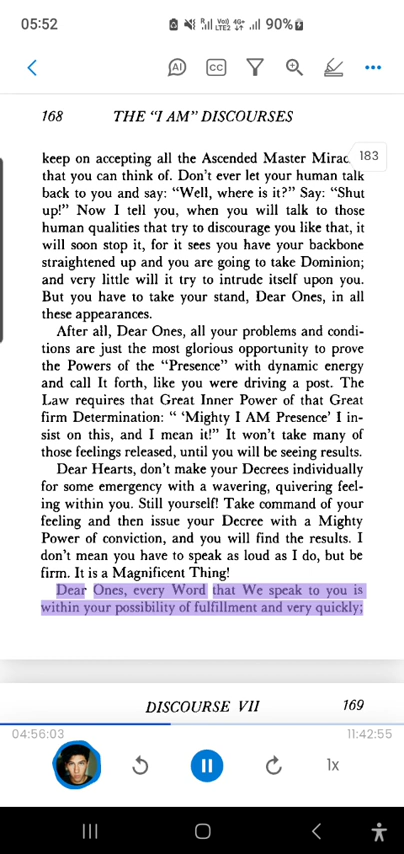 05:52
VoD LTE2 4G+ 90%
AI CC
168 THE “I AM” DISCOURSES
183
keep on accepting all the Ascended Master
that you can think of. Don’t ever let your human talk
back to you and say: “Well, where is it?” Say: “Shut
up!” Now I tell you, when you will talk to those
human qualities that try to discourage you like that, it
will soon stop it, for it sees you have your backbone
straightened up and you are going to take Dominion;
and very little will it try to intrude itself upon you.
But you have to take your stand, Dear Ones, in all
these appearances.
After all, Dear Ones, all your problems and condi-
tions are just the most glorious opportunity to prove
the Powers of the “Presence” with dynamic energy
and call It forth, like you were driving a post. The
Law requires that Great Inner Power of that Great
firm Determination: “ ‘Mighty I AM Presence’ I in-
sist on this, and I mean it!” It won’t take many of
those feelings released, until you will be seeing results.
Dear Hearts, don’t make your Decrees individually
for some emergency with a wavering, quivering feel-
ing within you. Still yourself! Take command of your
feeling and then issue your Decree with a Mighty
Power of conviction, and you will find the results. I
don’t mean you have to speak as loud as I do, but be
firm. It is a Magnificent Thing!
Dear Ones, every Word that We speak to you is
within your possibility of fulfillment and very quickly;
DISCOURSE VII 169
04:56:03 11:42:55
1x